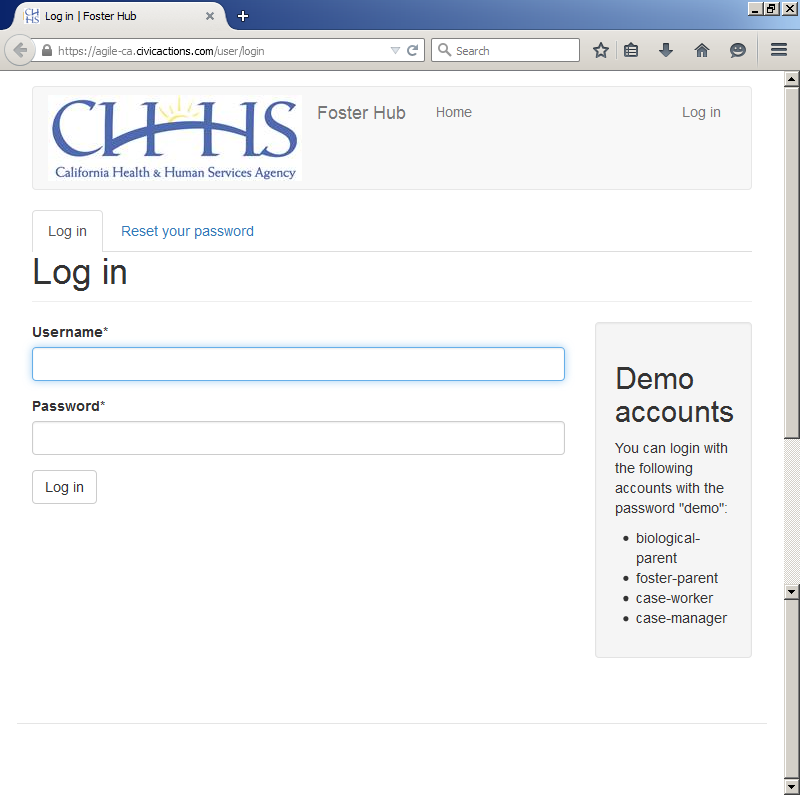 Log in | Foster Hub
https://agile-ca.civicactions.com/user/login
Search
CHHS
California Health & Human Services Agency
Foster Hub
Home
Log in
Log in
Reset your password
Log in
Username*
Password*
Log in
Demo
accounts
You can login with
the following
accounts with the
password "demo":
biological-
parent
foster-parent
case-worker
case-manager